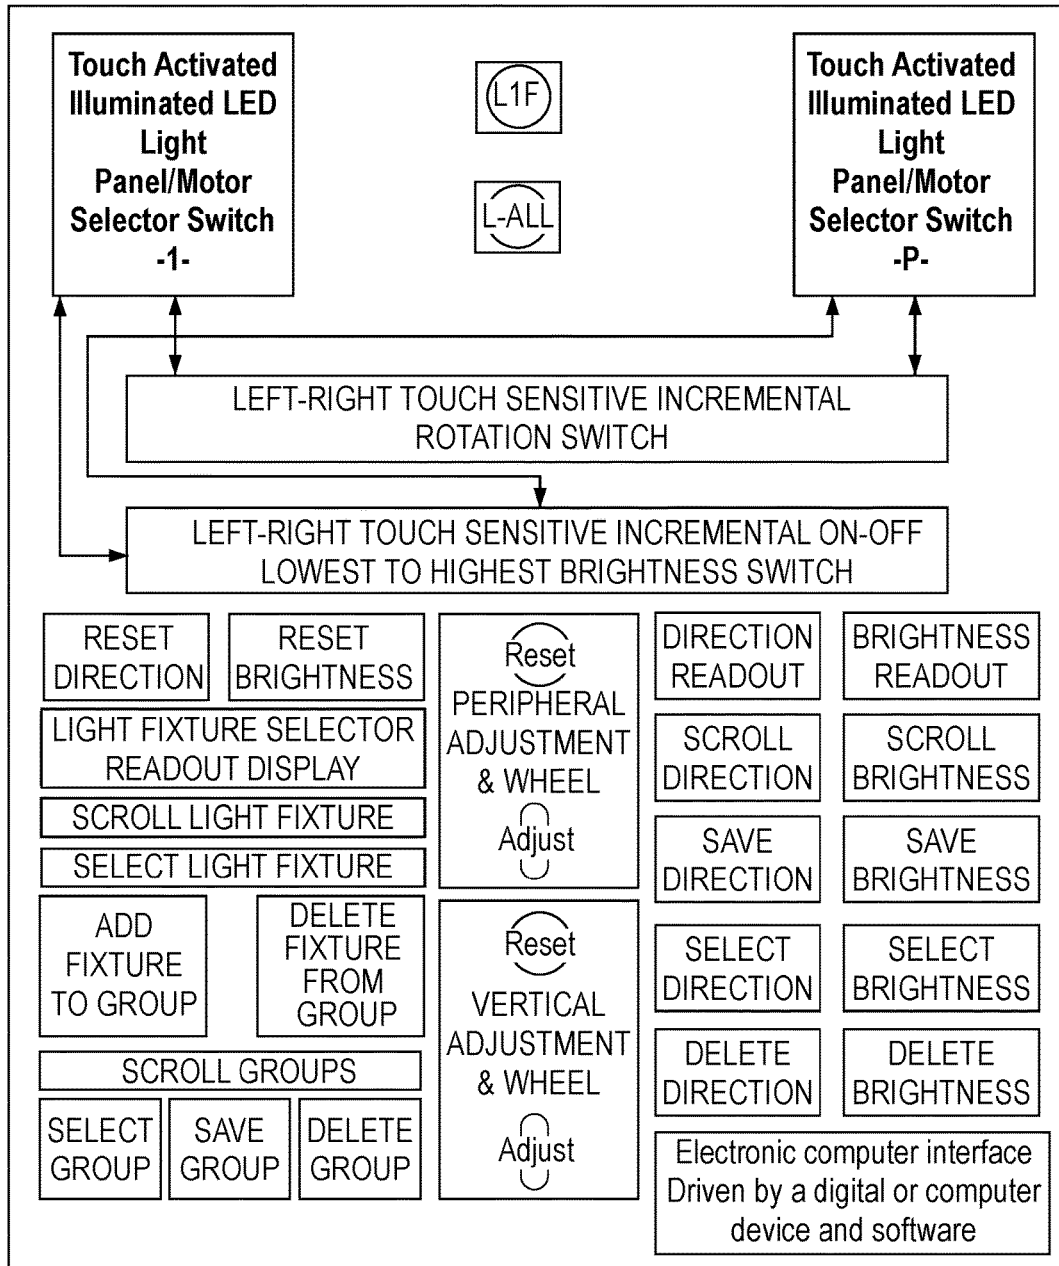 Touch Activated
Illuminated LED
Light
Panel/Motor
Selector Switch
-1-
L1F
L-ALL
Touch Activated
Illuminated LED
Light
Panel/Motor
Selector Switch
-P-
LEFT-RIGHT TOUCH SENSITIVE INCREMENTAL
ROTATION SWITCH
LEFT-RIGHT TOUCH SENSITIVE INCREMENTAL ON-OFF
LOWEST TO HIGHEST BRIGHTNESS SWITCH
RESET
DIRECTION
RESET
BRIGHTNESS
LIGHT FIXTURE SELECTOR
READOUT DISPLAY
SCROLL LIGHT FIXTURE
SELECT LIGHT FIXTURE
ADD
FIXTURE
TO GROUP
DELETE
FIXTURE
FROM
GROUP
SCROLL GROUPS
SELECT
GROUP
SAVE
GROUP
DELETE
GROUP
Reset
PERIPHERAL
ADJUSTMENT
& WHEEL
Adjust
Reset
VERTICAL
ADJUSTMENT
& WHEEL
Adjust
DIRECTION
READOUT
BRIGHTNESS
READOUT
SCROLL
DIRECTION
SCROLL
BRIGHTNESS
SAVE
DIRECTION
SAVE
BRIGHTNESS
SELECT
DIRECTION
SELECT
BRIGHTNESS
DELETE
DIRECTION
DELETE
BRIGHTNESS
Electronic computer interface
Driven by a digital or computer
device and software